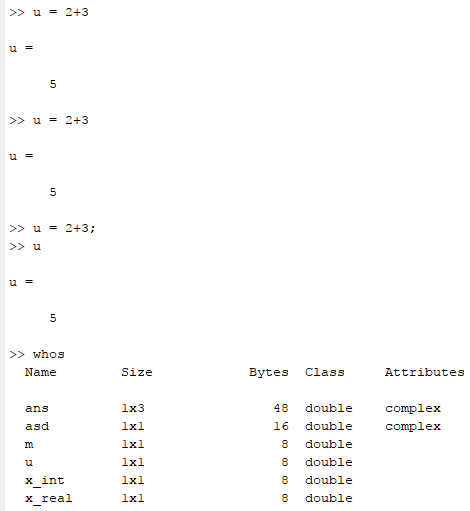 >> u = 2+3
u =
5
>> u = 2+3
u =
5
>> u = 2+3;
>> u
u =
5
>> whos
Name Size Bytes Class Attributes
ans 1x3 48 double complex
asd 1x1 16 double complex
m 1x1 8 double
u 1x1 8 double
x_int 1x1 8 double
x_real 1x1 8 double